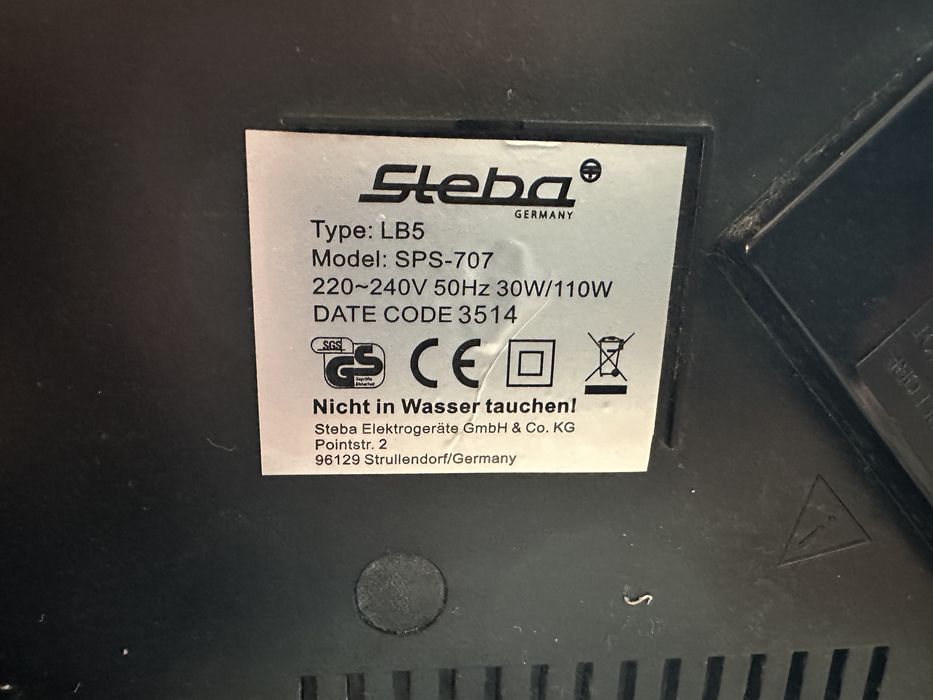 Steba
GERMANY
Type: LB5
Model: SPS-707
220~240V 50Hz 30W/110W
DATE CODE 3514
SGS
GS
CE
Nicht in Wasser tauchen!
Steba Elektrogeräte GmbH & Co. KG
Pointstr. 2
96129 Strullendorf/Germany